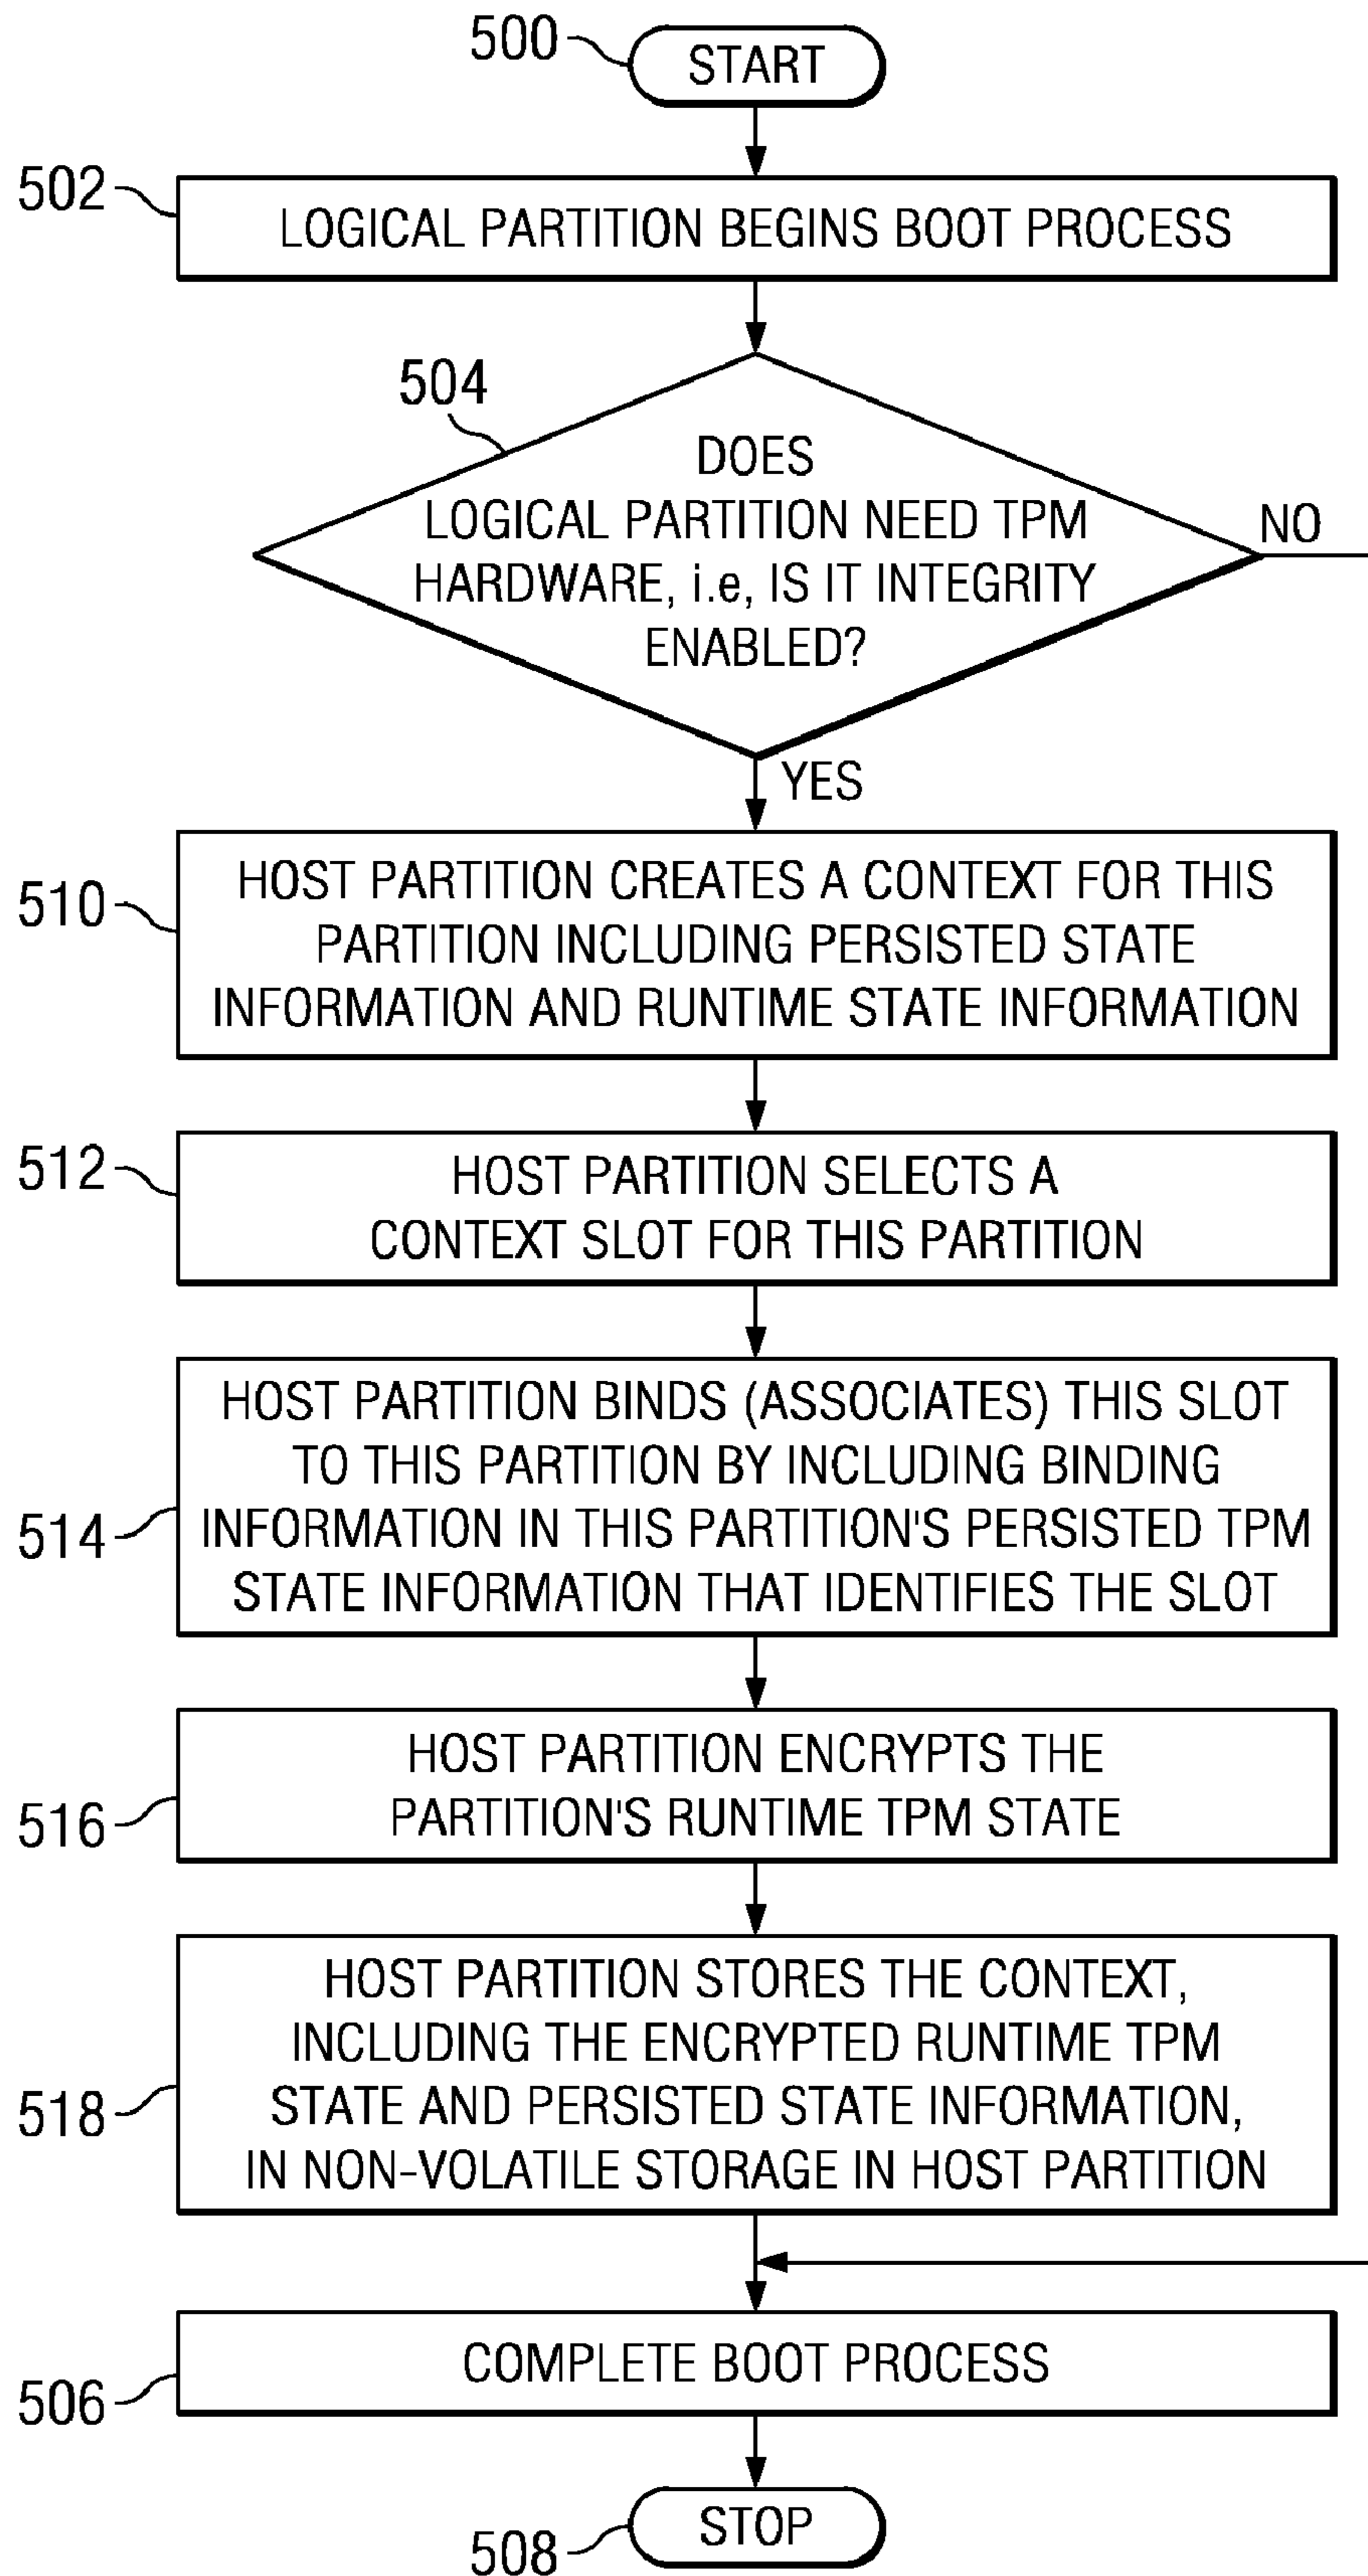 500
START
502
LOGICAL PARTITION BEGINS BOOT PROCESS
504
DOES
LOGICAL PARTITION NEED TPM
HARDWARE, i.e, IS IT INTEGRITY
ENABLED?
NO
YES
510
HOST PARTITION CREATES A CONTEXT FOR THIS
PARTITION INCLUDING PERSISTED STATE
INFORMATION AND RUNTIME STATE INFORMATION
512
HOST PARTITION SELECTS A
CONTEXT SLOT FOR THIS PARTITION
514
HOST PARTITION BINDS (ASSOCIATES) THIS SLOT
TO THIS PARTITION BY INCLUDING BINDING
INFORMATION IN THIS PARTITION'S PERSISTED TPM
STATE INFORMATION THAT IDENTIFIES THE SLOT
516
HOST PARTITION ENCRYPTS THE
PARTITION'S RUNTIME TPM STATE
518
HOST PARTITION STORES THE CONTEXT,
INCLUDING THE ENCRYPTED RUNTIME TPM
STATE AND PERSISTED STATE INFORMATION,
IN NON-VOLATILE STORAGE IN HOST PARTITION
506
COMPLETE BOOT PROCESS
508
STOP